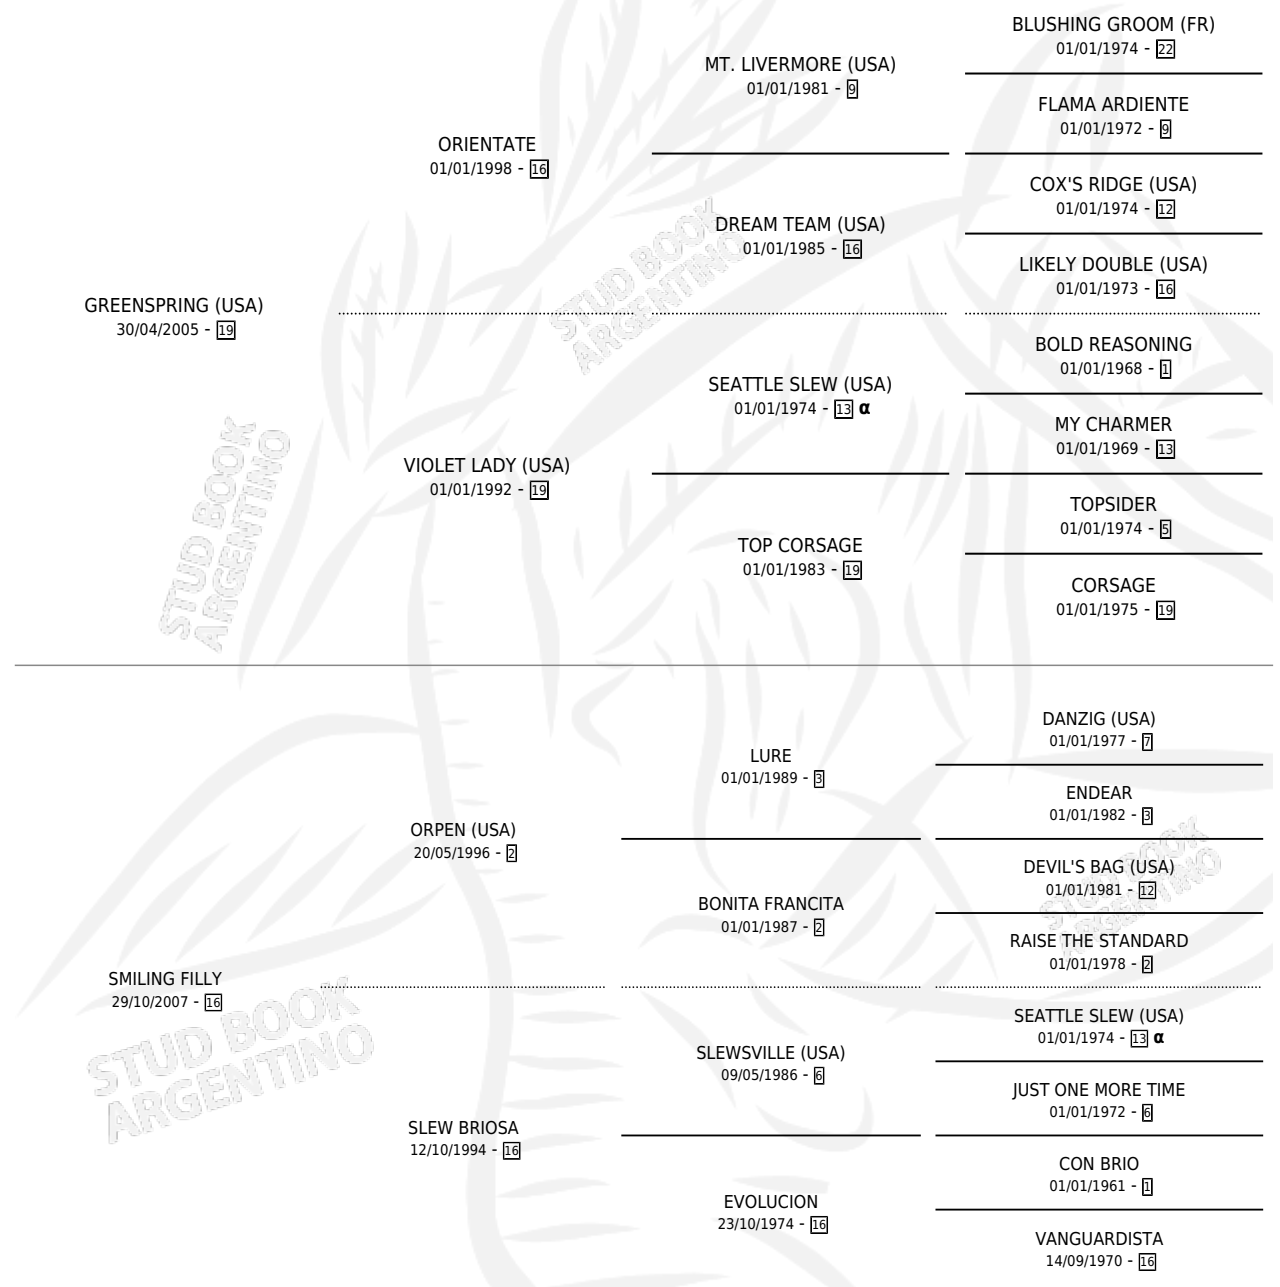 BLUSHING GROOM (FR)
01/01/1974 - 22
MT. LIVERMORE (USA)
01/01/1981 - 9
FLAMA ARDIENTE
01/01/1972 - 9
ORIENTATE
01/01/1998 - 16
COX'S RIDGE (USA)
01/01/1974 - 12
DREAM TEAM (USA)
01/01/1985 - 16
LIKELY DOUBLE (USA)
01/01/1973 - 16
GREENSPRING (USA)
30/04/2005 - 19
BOLD REASONING
01/01/1968 - 1
SEATTLE SLEW (USA)
01/01/1974 - 13 α
MY CHARMER
01/01/1969 - 13
VIOLET LADY (USA)
01/01/1992 - 19
TOPSIDER
01/01/1974 - 5
TOP CORSAGE
01/01/1983 - 19
CORSAGE
01/01/1975 - 19
STUD BOOK
ARGENTINO
STUD BOOK
ARGENTINO
DANZIG (USA)
01/01/1977 - 7
LURE
01/01/1989 - 3
ENDEAR
01/01/1982 - 3
ORPEN (USA)
20/05/1996 - 2
DEVIL'S BAG (USA)
01/01/1981 - 12
BONITA FRANCITA
01/01/1987 - 2
RAISE THE STANDARD
01/01/1978 - 2
SMILING FILLY
29/10/2007 - 16
SEATTLE SLEW (USA)
01/01/1974 - 13 α
SLEWSVILLE (USA)
09/05/1986 - 6
JUST ONE MORE TIME
01/01/1972 - 6
SLEW BRIOSA
12/10/1994 - 16
CON BRIO
01/01/1961 - 1
EVOLUCION
23/10/1974 - 16
VANGUARDISTA
14/09/1970 - 16
STUD BOOK
ARGENTINO
STUD BOOK
ARGENTINO